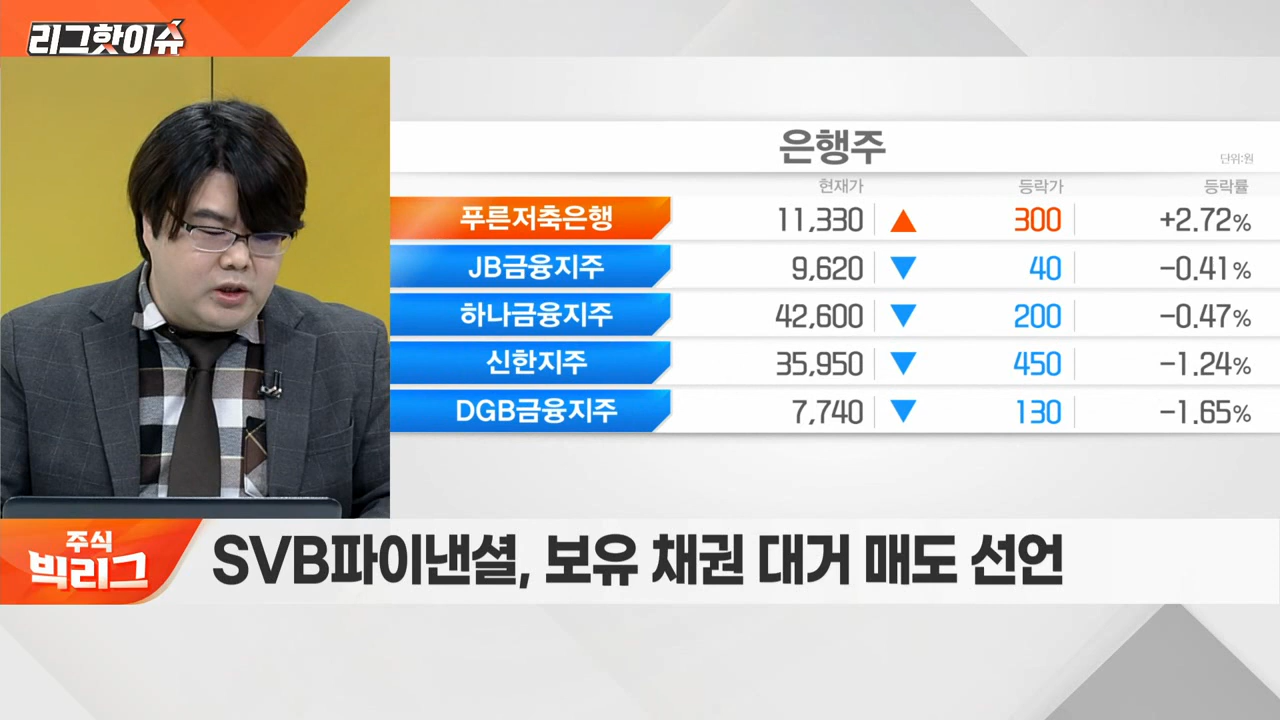 리그핫이슈
은행주
단위:원
현재가 등락가 등락률
푸른저축은행 11,330 ▲ 300 +2.72%
JB금융지주 9,620 ▼ 40 -0.41%
하나금융지주 42,600 ▼ 200 -0.47%
신한지주 35,950 ▼ 450 -1.24%
DGB금융지주 7,740 ▼ 130 -1.65%
주식
빅리그
SVB파이낸셜, 보유 채권 대거 매도 선언